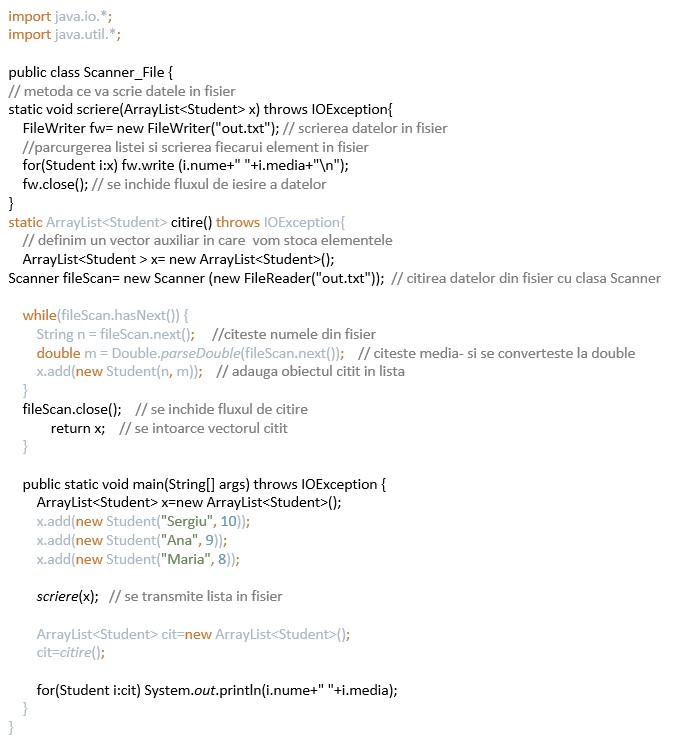 import java.io.*;
import java.util.*;

public class Scanner_File {
// metoda ce va scrie datele in fisier
static void scriere(ArrayList<Student> x) throws IOException{
    FileWriter fw= new FileWriter("out.txt"); // scrierea datelor in fisier
    //parcurgerea listei si scrierea fiecarui element in fisier
    for(Student i:x) fw.write (i.nume+" "+i.media+"\n");
    fw.close(); // se inchide fluxul de iesire a datelor
}
static ArrayList<Student> citire() throws IOException{
    // definim un vector auxiliar in care  vom stoca elementele
    ArrayList<Student > x= new ArrayList<Student>();
Scanner fileScan= new Scanner (new FileReader("out.txt"));  // citirea datelor din fisier cu clasa Scanner

    while(fileScan.hasNext()) {
        String n = fileScan.next();    //citeste numele din fisier
        double m = Double.parseDouble(fileScan.next());   // citeste media- si se converteste la double
        x.add(new Student(n, m));   // adauga obiectul citit in lista
    }
    fileScan.close();   // se inchide fluxul de citire
            return x;   // se intoarce vectorul citit
    }

    public static void main(String[] args) throws IOException {
        ArrayList<Student> x=new ArrayList<Student>();
        x.add(new Student("Sergiu", 10));
        x.add(new Student("Ana", 9));
        x.add(new Student("Maria", 8));

        scriere(x);   // se transmite lista in fisier

        ArrayList<Student> cit=new ArrayList<Student>();
        cit=citire();

        for(Student i:cit) System.out.println(i.nume+" "+i.media);
    }
}